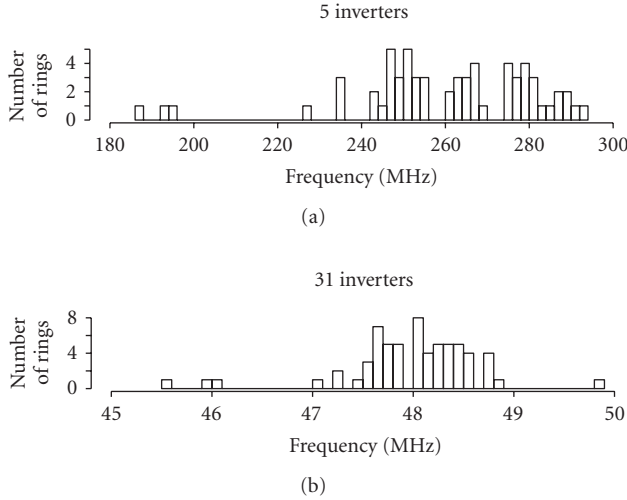 5 inverters
Number
of rings
4
2
0
180 200 220 240 260 280 300
Frequency (MHz)
(a)
31 inverters
Number
of rings
8
4
0
45 46 47 48 49 50
Frequency (MHz)
(b)